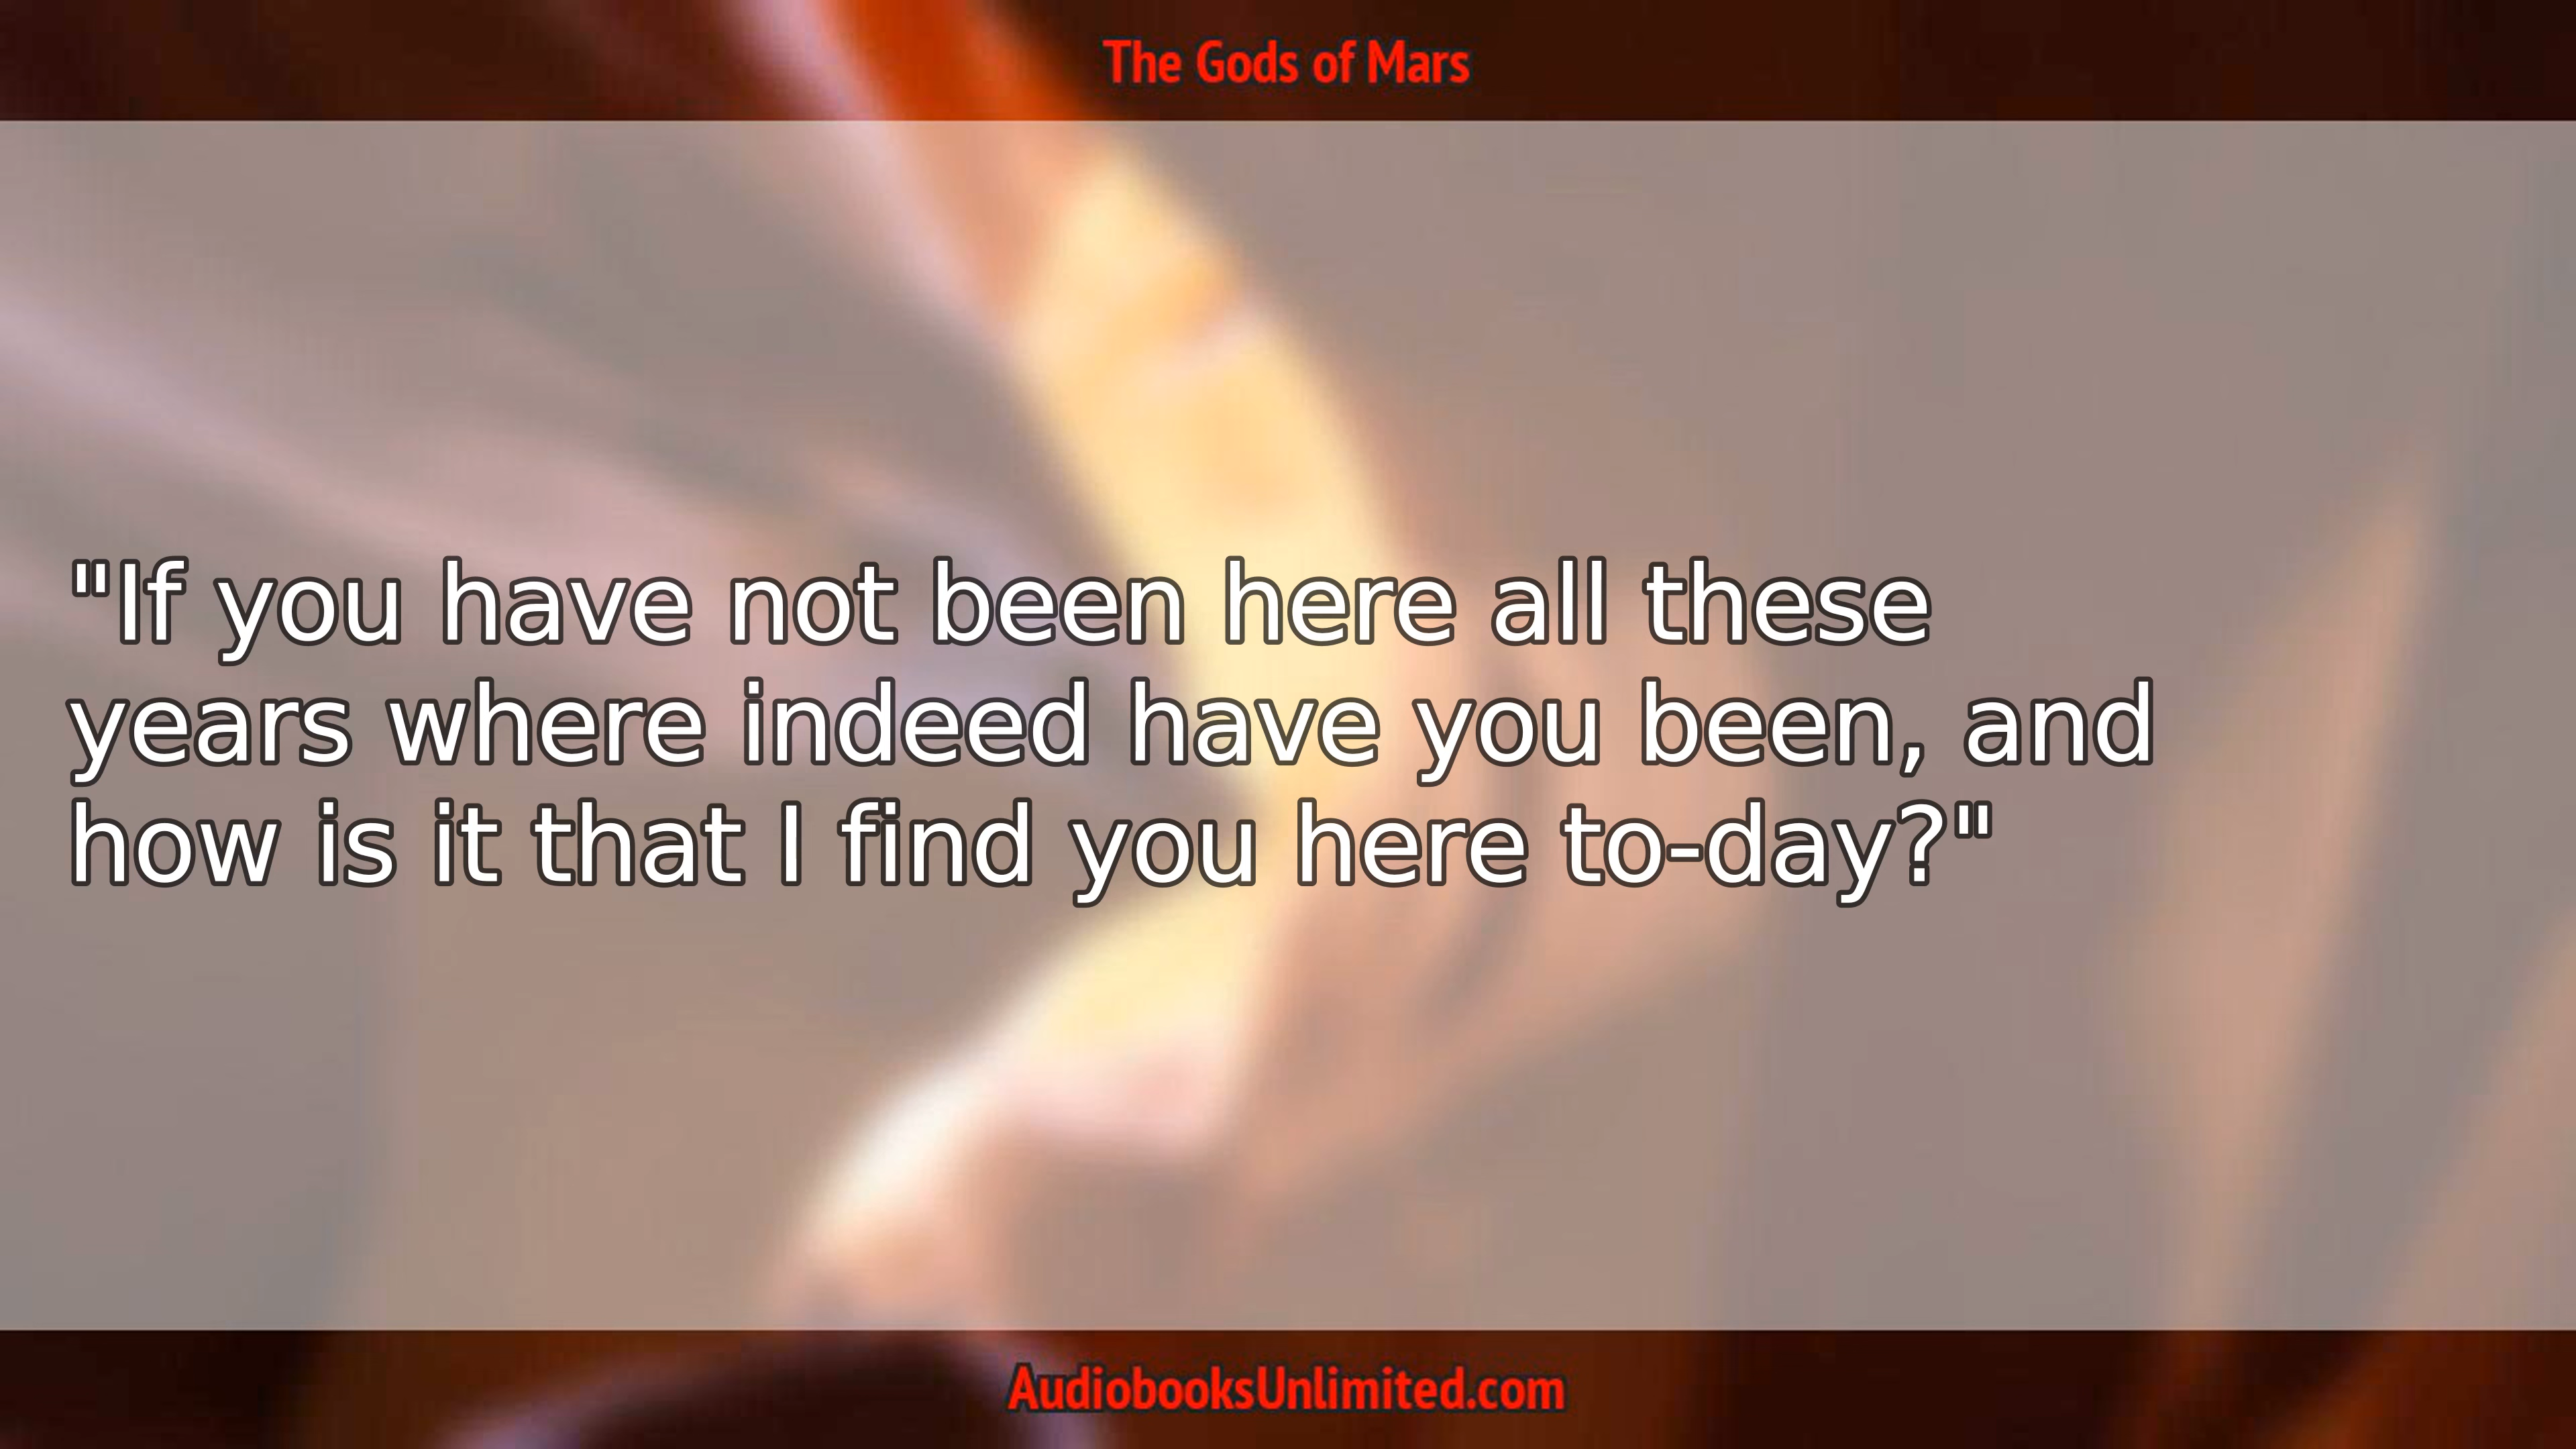 The Gods of Mars
"If you have not been here all these
years where indeed have you been, and
how is it that I find you here to-day?"
AudiobooksUnlimited.com